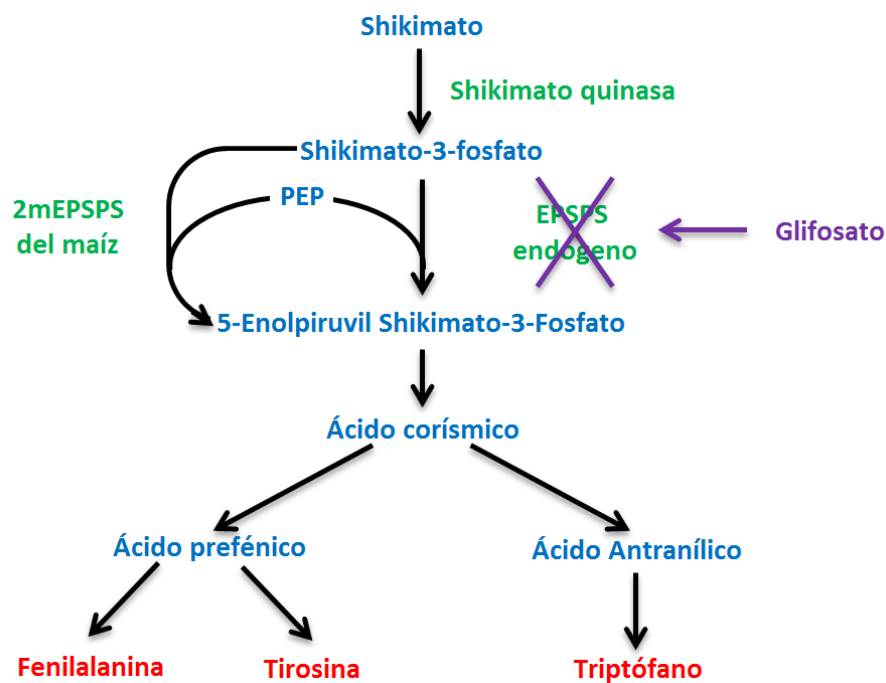 Shikimato
Shikimato quinasa
Shikimato-3-fosfato
PEP
2mEPSPS
del maíz
EPSPS
endógeno
Glifosato
5-Enolpiruvil Shikimato-3-Fosfato
Ácido corísmico
Ácido prefénico
Ácido Antranílico
Fenilalanina
Tirosina
Triptófano